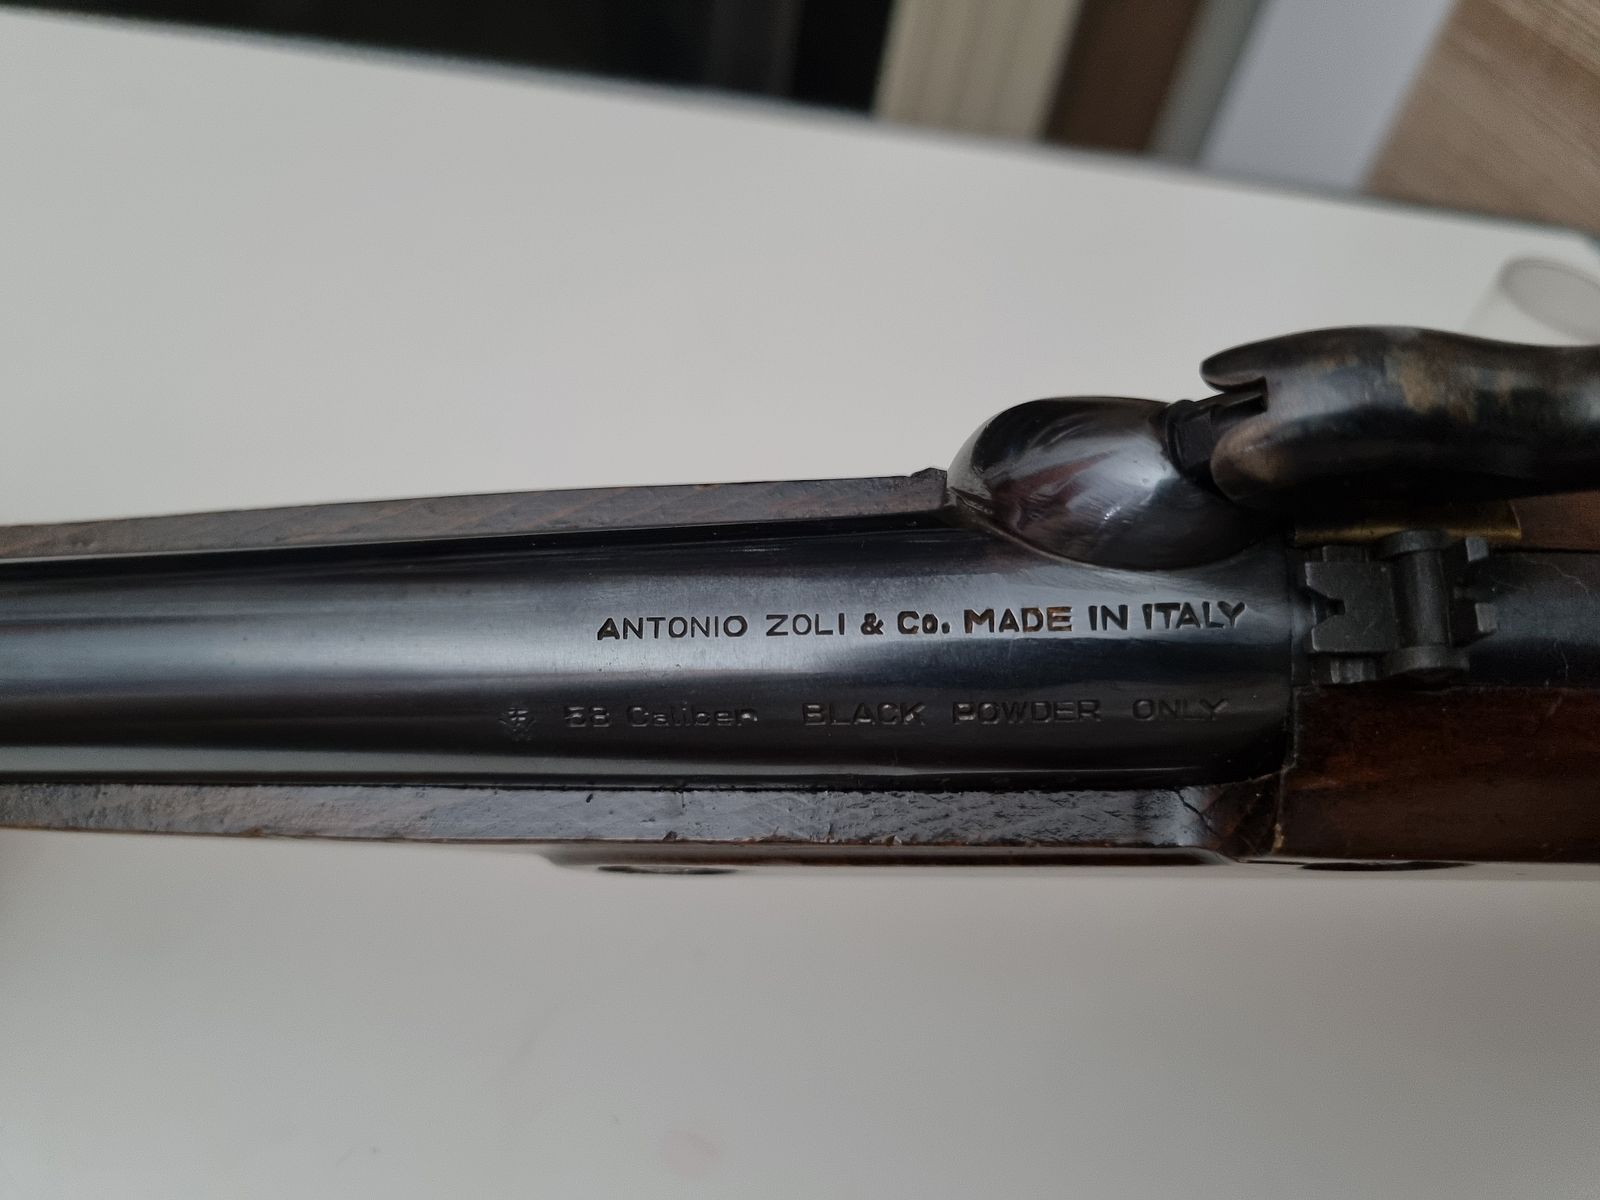 ANTONIO ZOLI & Co. MADE IN ITALY
58 Caliber BLACK POWDER ONLY